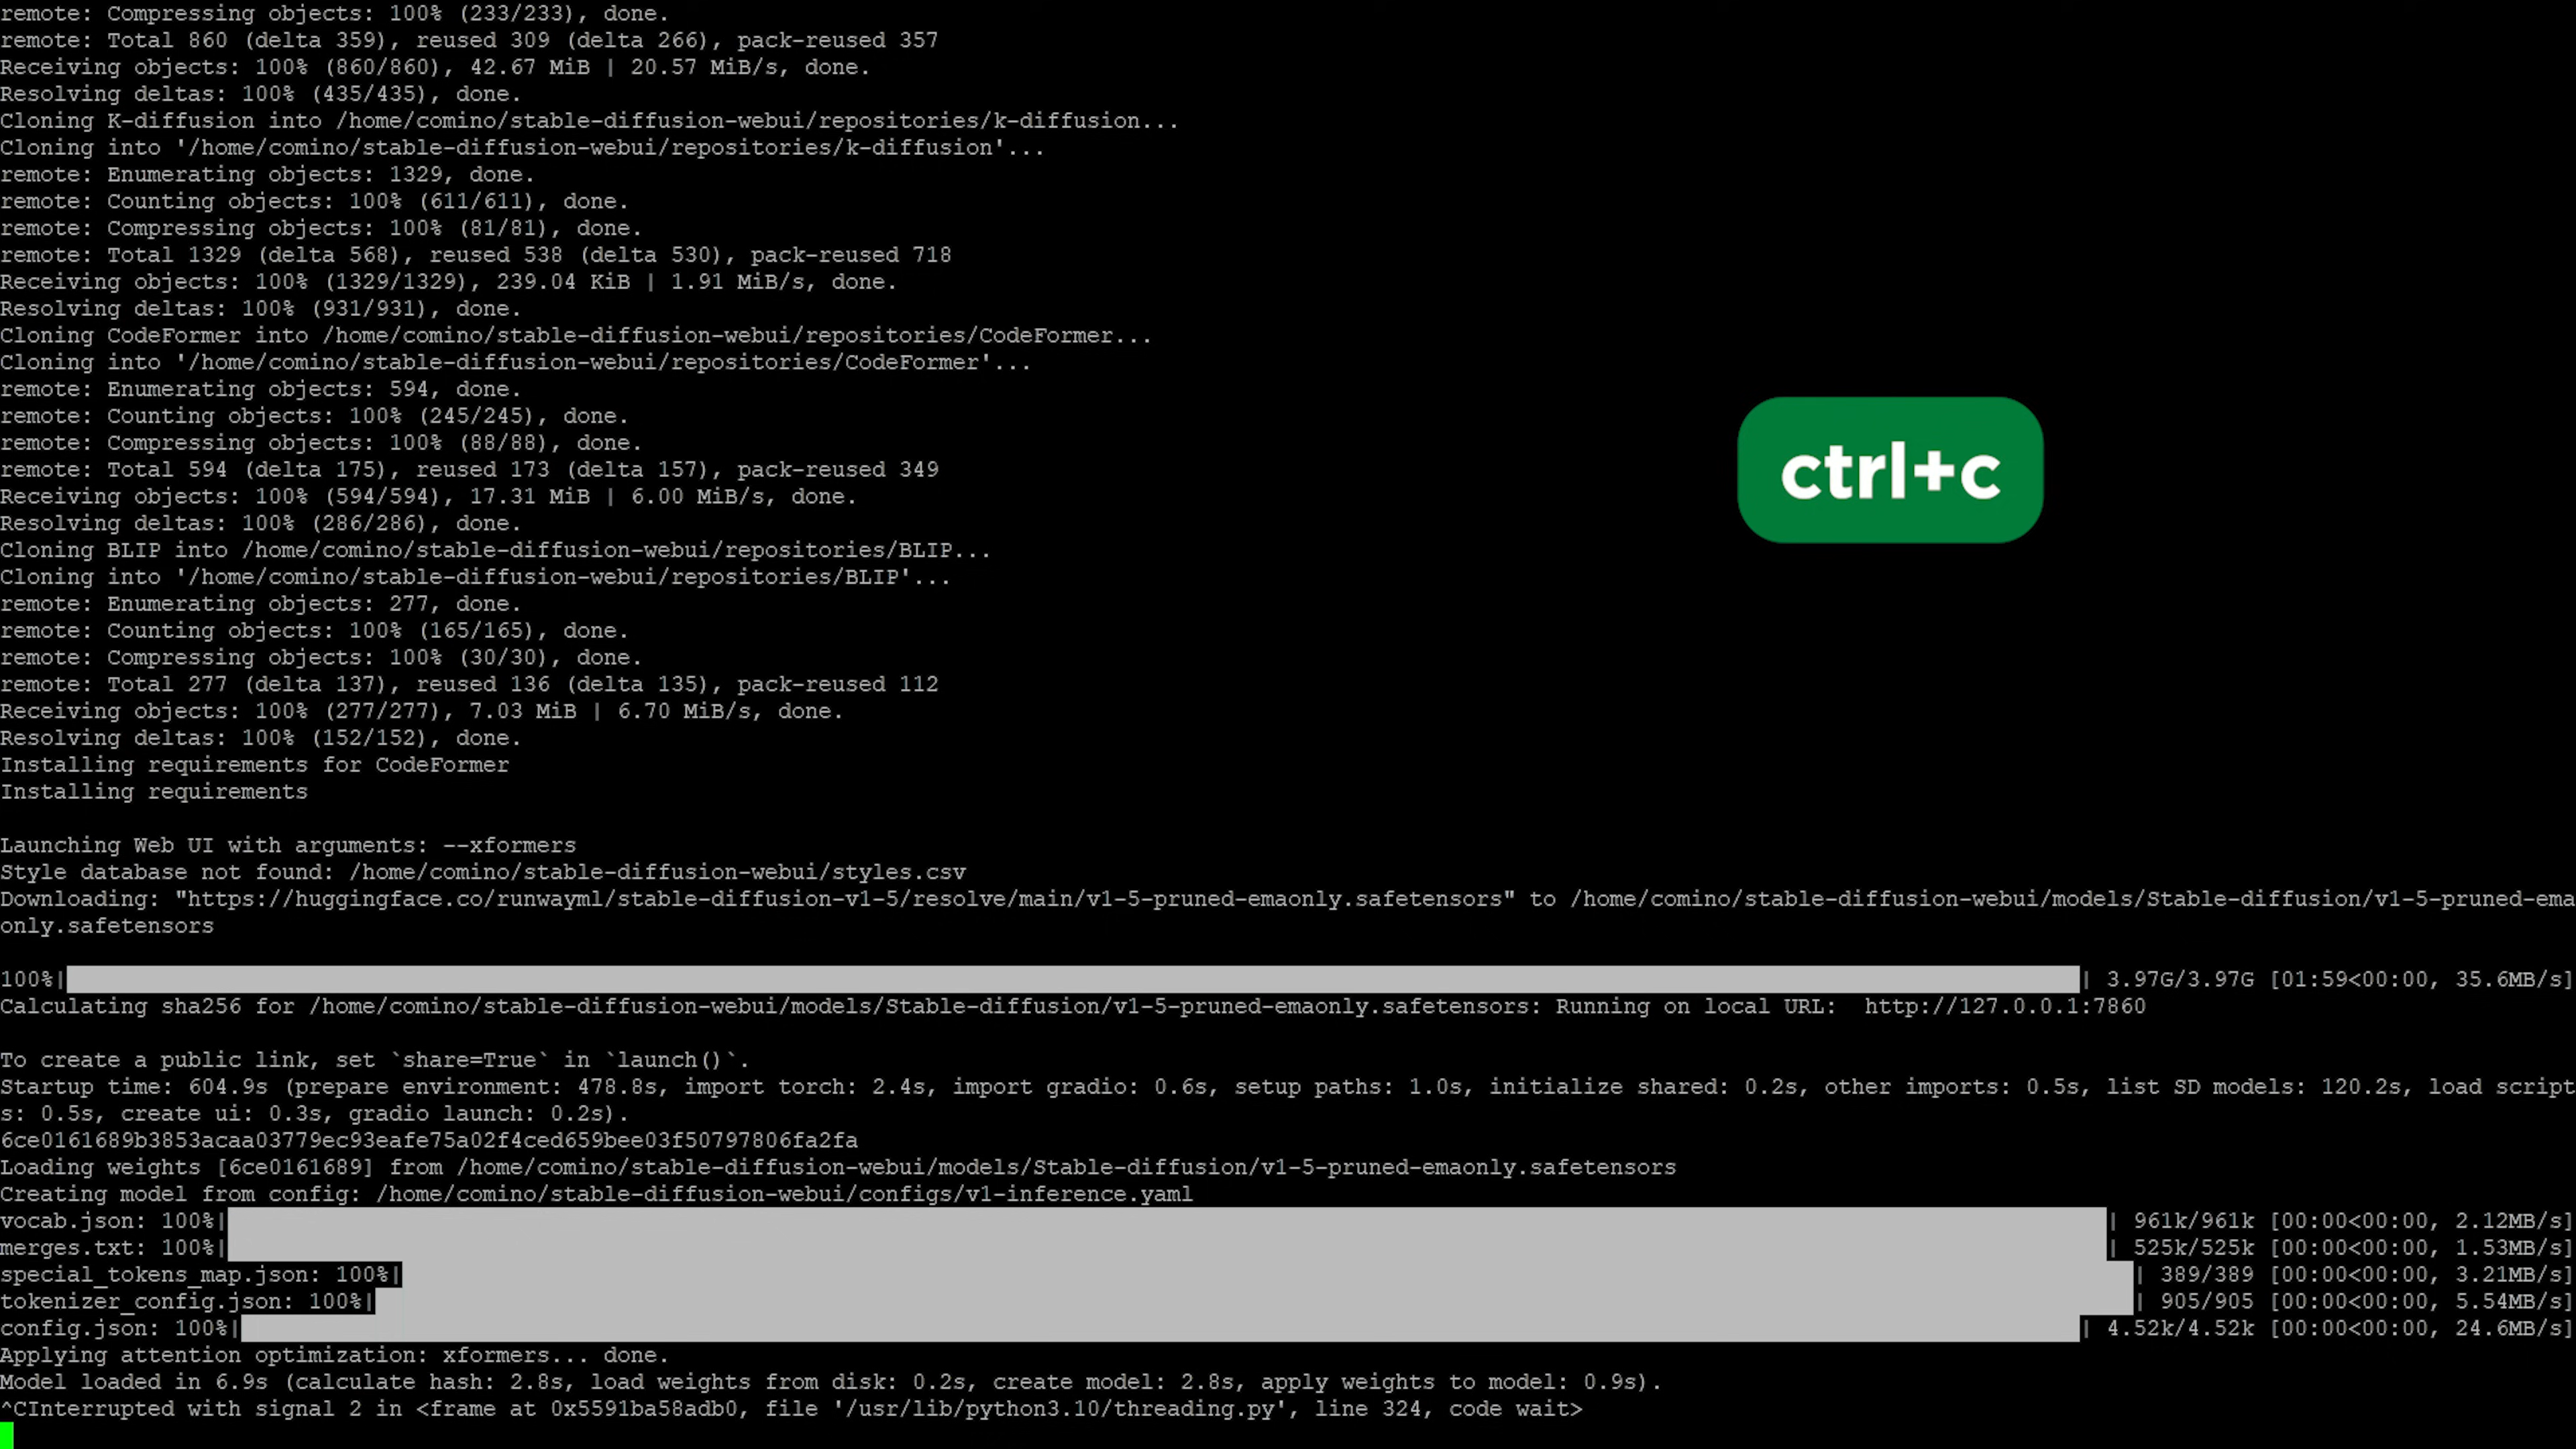 remote: Compressing objects: 100% (233/233), done.
remote: Total 860 (delta 359), reused 309 (delta 266), pack-reused 357
Receiving objects: 100% (860/860), 42.67 MiB | 20.57 MiB/s, done.
Resolving deltas: 100% (435/435), done.
Cloning K-diffusion into /home/comino/stable-diffusion-webui/repositories/k-diffusion...
Cloning into '/home/comino/stable-diffusion-webui/repositories/k-diffusion'...
remote: Enumerating objects: 1329, done.
remote: Counting objects: 100% (611/611), done.
remote: Compressing objects: 100% (81/81), done.
remote: Total 1329 (delta 568), reused 538 (delta 530), pack-reused 718
Receiving objects: 100% (1329/1329), 239.04 KiB | 1.91 MiB/s, done.
Resolving deltas: 100% (931/931), done.
Cloning CodeFormer into /home/comino/stable-diffusion-webui/repositories/CodeFormer...
Cloning into '/home/comino/stable-diffusion-webui/repositories/CodeFormer'...
remote: Enumerating objects: 594, done.
remote: Counting objects: 100% (245/245), done.
remote: Compressing objects: 100% (88/88), done.
remote: Total 594 (delta 175), reused 173 (delta 157), pack-reused 349
Receiving objects: 100% (594/594), 17.31 MiB | 6.00 MiB/s, done.
Resolving deltas: 100% (286/286), done.
Cloning BLIP into /home/comino/stable-diffusion-webui/repositories/BLIP...
Cloning into '/home/comino/stable-diffusion-webui/repositories/BLIP'...
remote: Enumerating objects: 277, done.
remote: Counting objects: 100% (165/165), done.
remote: Compressing objects: 100% (30/30), done.
remote: Total 277 (delta 137), reused 136 (delta 135), pack-reused 112
Receiving objects: 100% (277/277), 7.03 MiB | 6.70 MiB/s, done.
Resolving deltas: 100% (152/152), done.
Installing requirements for CodeFormer
Installing requirements
Launching Web UI with arguments: --xformers
Style database not found: /home/comino/stable-diffusion-webui/styles.csv
Downloading: "https://huggingface.co/runwayml/stable-diffusion-v1-5/resolve/main/v1-5-pruned-emaonly.safetensors" to /home/comino/stable-diffusion-webui/models/Stable-diffusion/v1-5-pruned-ema
only.safetensors
100%| | 3.97G/3.97G [01:59<00:00, 35.6MB/s]
Calculating sha256 for /home/comino/stable-diffusion-webui/models/Stable-diffusion/v1-5-pruned-emaonly.safetensors: Running on local URL:  http://127.0.0.1:7860
To create a public link, set `share=True` in `launch()`.
Startup time: 604.9s (prepare environment: 478.8s, import torch: 2.4s, import gradio: 0.6s, setup paths: 1.0s, initialize shared: 0.2s, other imports: 0.5s, list SD models: 120.2s, load script
s: 0.5s, create ui: 0.3s, gradio launch: 0.2s).
6ce0161689b3853acaa03779ec93eafe75a02f4ced659bee03f50797806fa2fa
Loading weights [6ce0161689] from /home/comino/stable-diffusion-webui/models/Stable-diffusion/v1-5-pruned-emaonly.safetensors
Creating model from config: /home/comino/stable-diffusion-webui/configs/v1-inference.yaml
vocab.json: 100%| | 961k/961k [00:00<00:00, 2.12MB/s]
merges.txt: 100%| | 525k/525k [00:00<00:00, 1.53MB/s]
special_tokens_map.json: 100%| | 389/389 [00:00<00:00, 3.21MB/s]
tokenizer_config.json: 100%| | 905/905 [00:00<00:00, 5.54MB/s]
config.json: 100%| | 4.52k/4.52k [00:00<00:00, 24.6MB/s]
Applying attention optimization: xformers... done.
Model loaded in 6.9s (calculate hash: 2.8s, load weights from disk: 0.2s, create model: 2.8s, apply weights to model: 0.9s).
^CInterrupted with signal 2 in <frame at 0x5591ba58adb0, file '/usr/lib/python3.10/threading.py', line 324, code wait>
ctrl+c